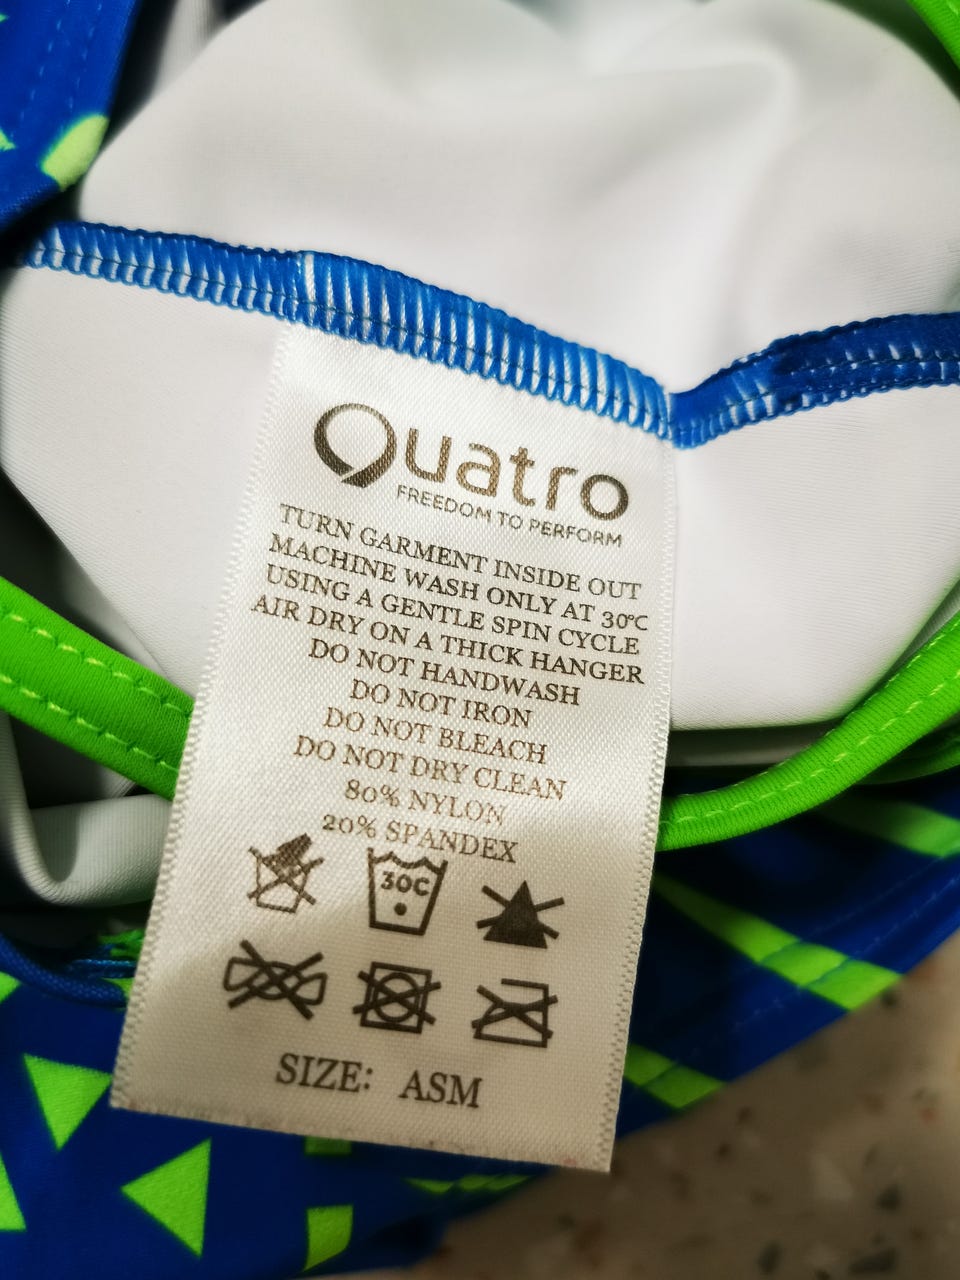 Quatro
FREEDOM TO PERFORM
TURN GARMENT INSIDE OUT
MACHINE WASH ONLY AT 30°C
USING A GENTLE SPIN CYCLE
AIR DRY ON A THICK HANGER
DO NOT HANDWASH
DO NOT IRON
DO NOT BLEACH
DO NOT DRY CLEAN
80% NYLON
20% SPANDEX
30C
SIZE: ASM